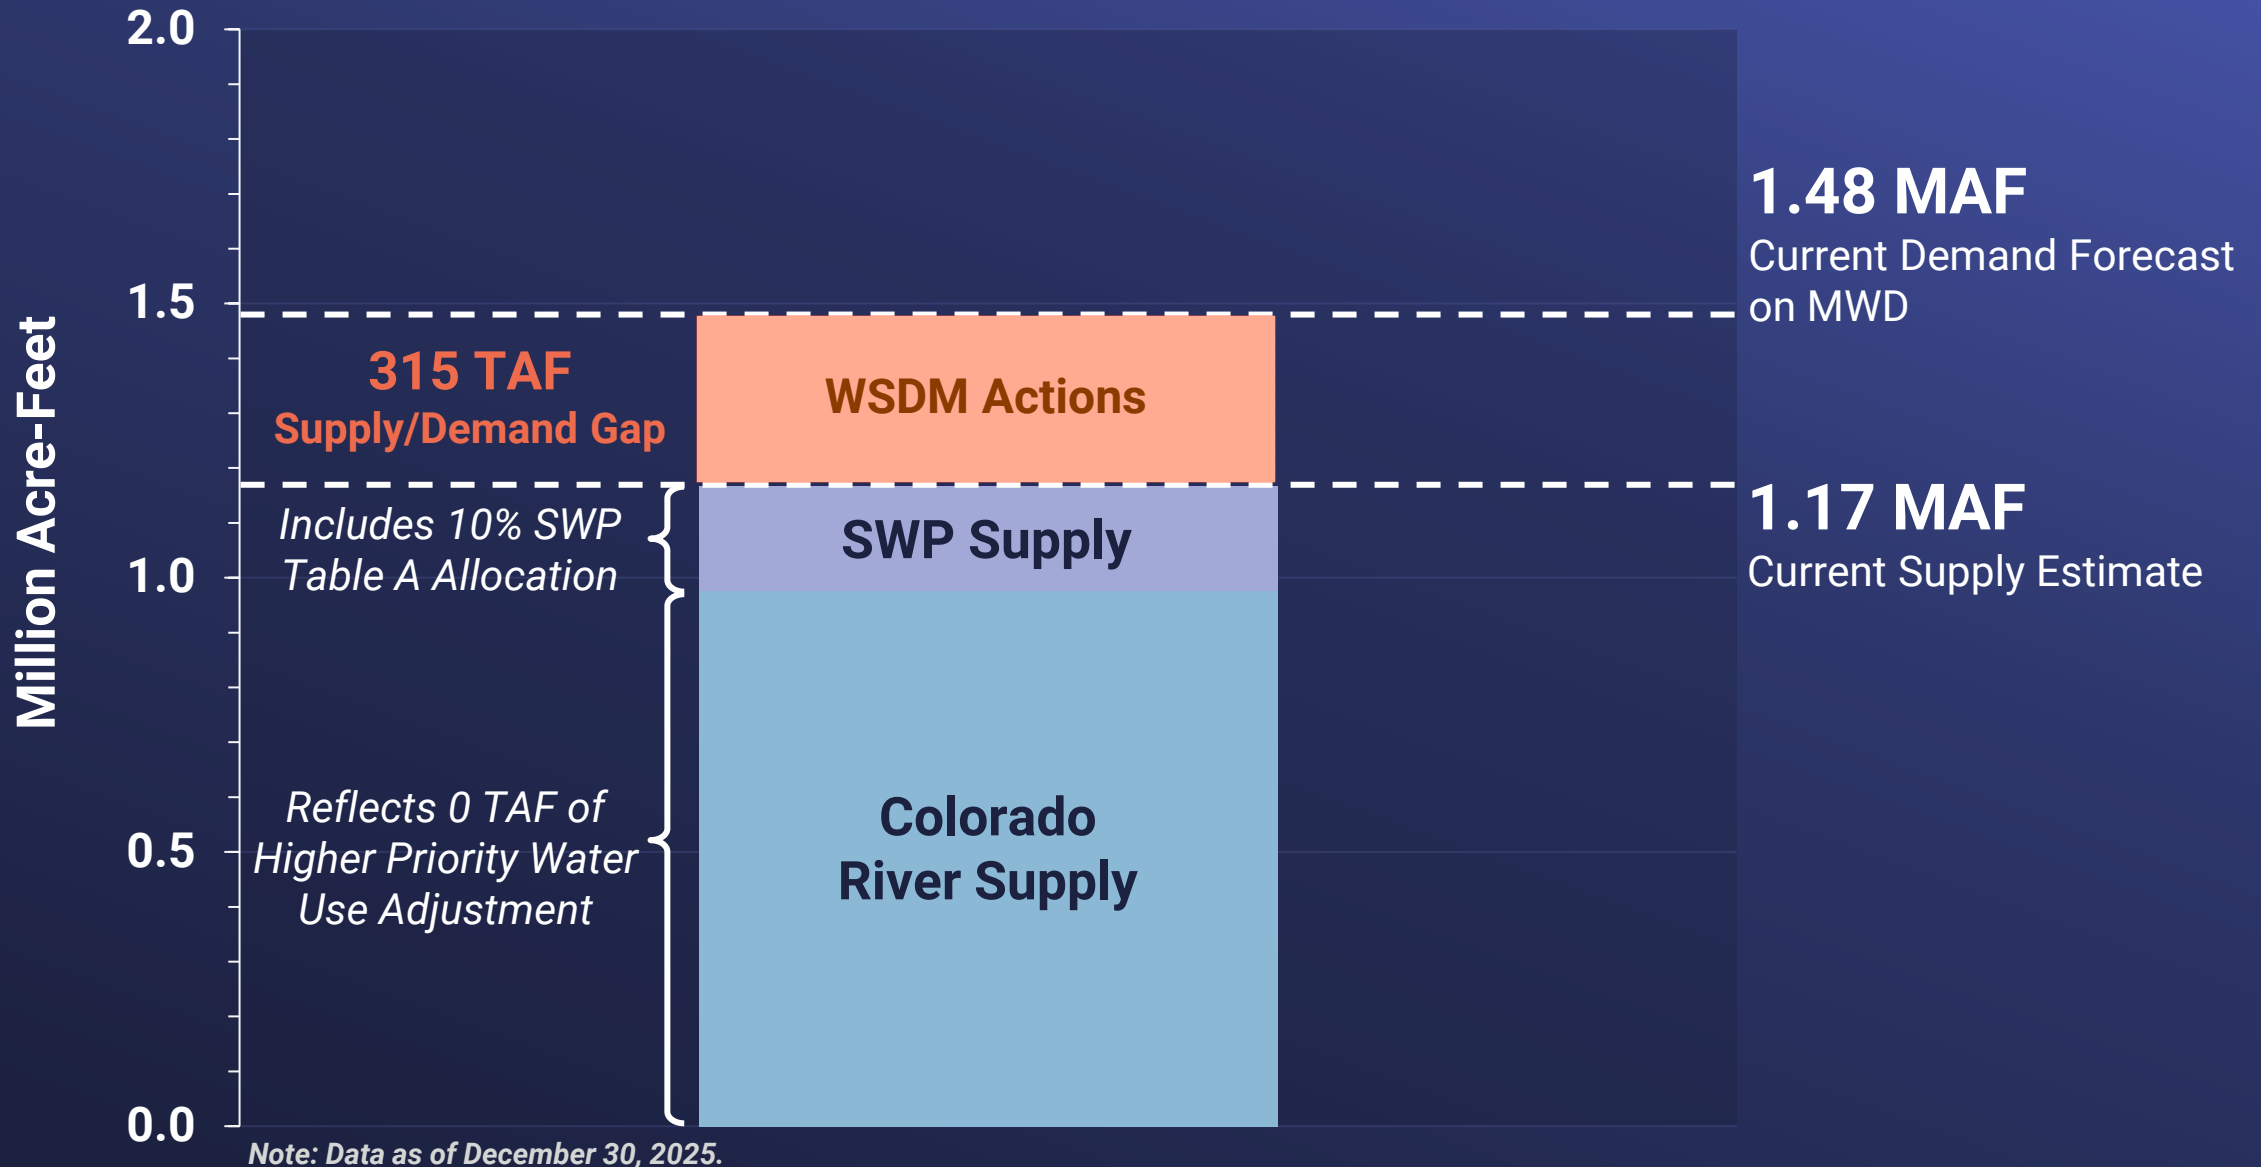 Million Acre-Feet
2.0
1.5
1.0
0.5
0.0
315 TAF
Supply/Demand Gap
Includes 10% SWP
Table A Allocation
Reflects 0 TAF of
Higher Priority Water
Use Adjustment
WSDM Actions
SWP Supply
Colorado
River Supply
1.48 MAF
Current Demand Forecast
on MWD
1.17 MAF
Current Supply Estimate
Note: Data as of December 30, 2025.